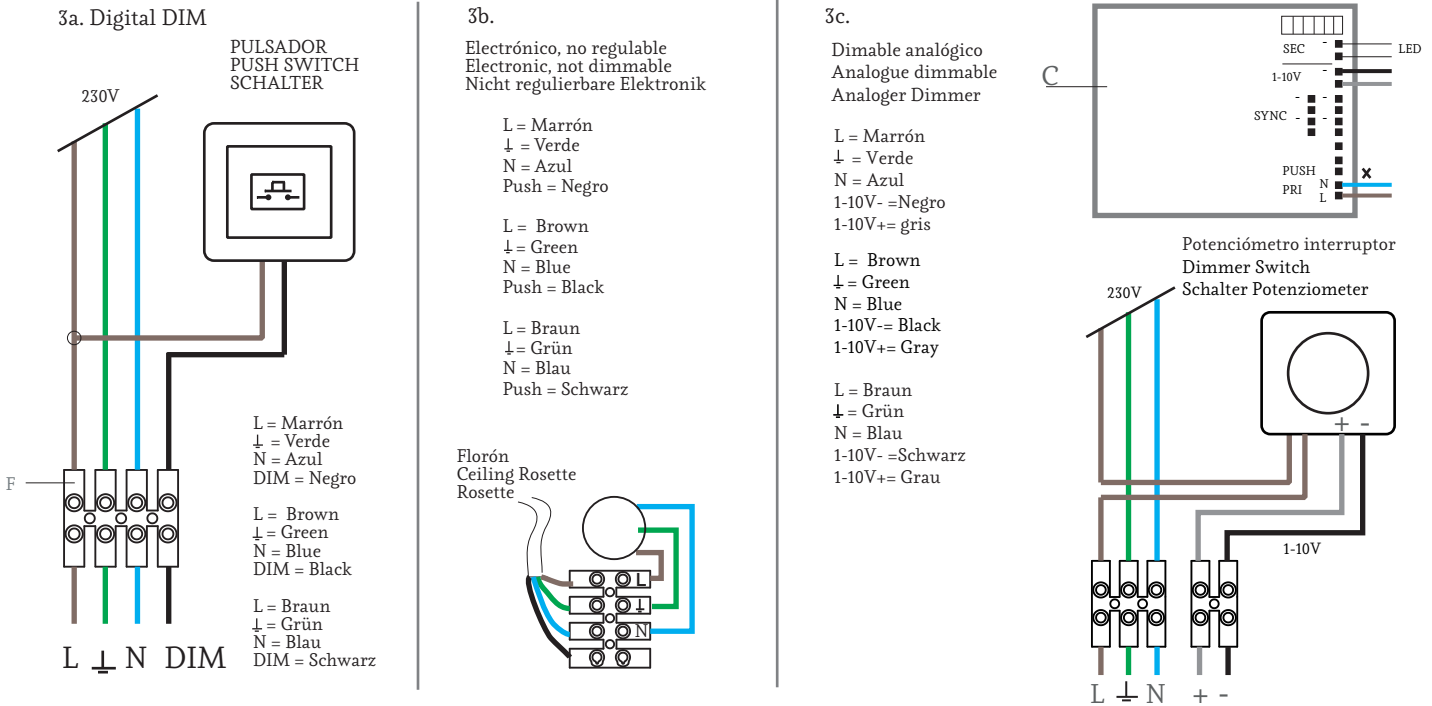 3a. Digital DIM
PULSADOR
PUSH SWITCH
SCHALTER
230V
F
L = Marrón
⏚ = Verde
N = Azul
DIM = Negro
L = Brown
⏚ = Green
N = Blue
DIM = Black
L = Braun
⏚ = Grün
N = Blau
DIM = Schwarz
L ⏚ N DIM
3b.
Electrónico, no regulable
Electronic, not dimmable
Nicht regulierbare Elektronik
L = Marrón
⏚ = Verde
N = Azul
Push = Negro
L = Brown
⏚ = Green
N = Blue
Push = Black
L = Braun
⏚= Grün
N = Blau
Push = Schwarz
Florón
Ceiling Rosette
Rosette
L
⏚
N
3c.
Dimable analógico
Analogue dimmable
Analoger Dimmer
L = Marrón
⏚ = Verde
N = Azul
1-10V- =Negro
1-10V+= gris
L = Brown
⏚ = Green
N = Blue
1-10V-= Black
1-10V+= Gray
L = Braun
⏚ = Grün
N = Blau
1-10V- =Schwarz
1-10V+= Grau
C
SEC - LED
1-10V -
- -
SYNC - -
PUSH x
PRI N
L
Potenciómetro interruptor
Dimmer Switch
Schalter Potenziometer
230V
+ -
1-10V
L ⏚ N + -